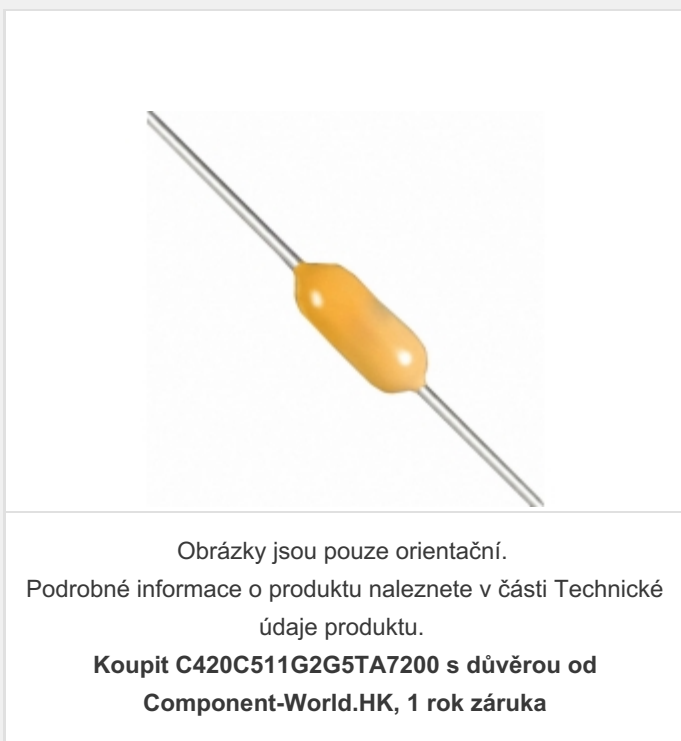 Obrázky jsou pouze orientační.
Podrobné informace o produktu naleznete v části Technické
údaje produktu.
Koupit C420C511G2G5TA7200 s důvěrou od
Component-World.HK, 1 rok záruka